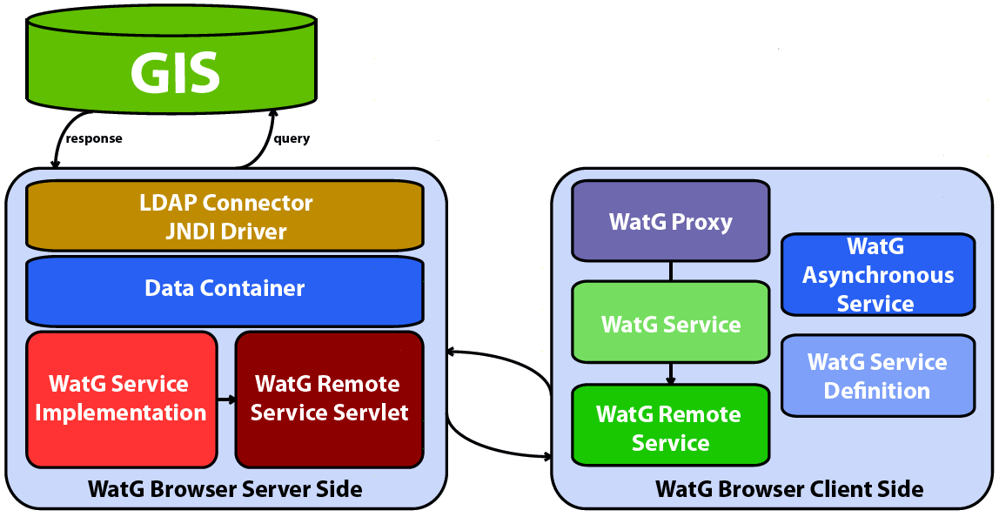 GIS
response
query
LDAP Connector
JNDI Driver
Data Container
WatG Service
Implementation
WatG Remote
Service Servlet
WatG Browser Server Side
WatG Proxy
WatG Service
WatG Remote
Service
WatG
Asynchronous
Service
WatG Service
Definition
WatG Browser Client Side